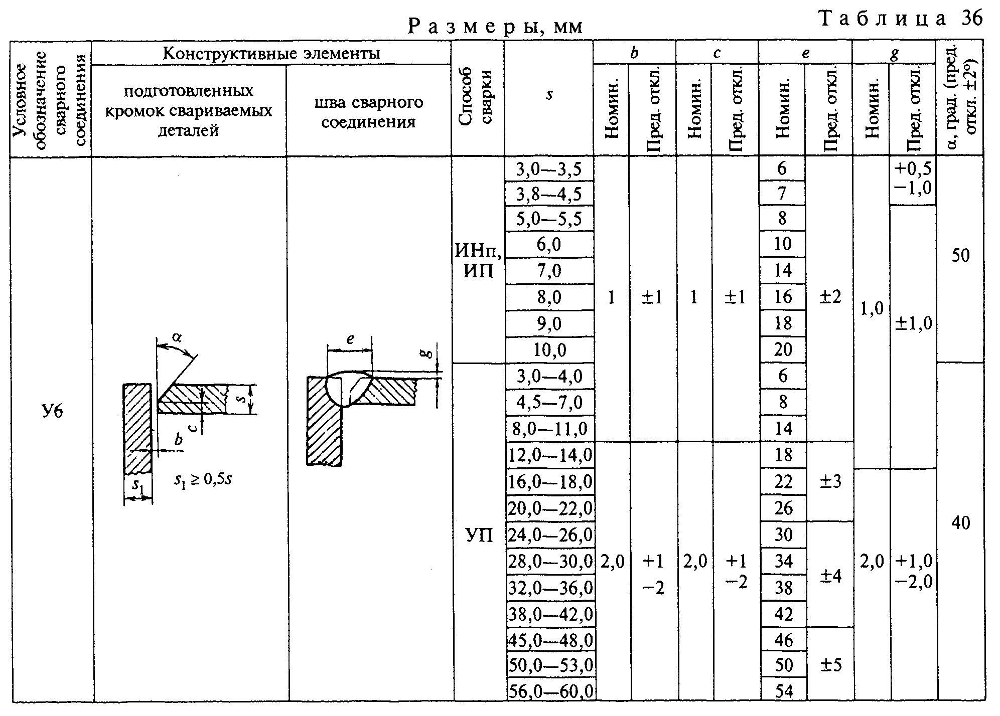 Таблица 36
Размеры, мм
Условное
обозначение
сварного
соединения
Конструктивные элементы
подготовленных
кромок свариваемых
деталей
шва сварного
соединения
Способ
сварки
s
b
c
e
g
Номин.
Пред. откл.
Номин.
Пред. откл.
Номин.
Пред. откл.
Номин.
Пред. откл.
α, град. (пред.
откл. ±2°)
У6
α
s
c
b
s₁
s₁ ≥ 0,5s
e
g
ИНп,
ИП
3,0—3,5
3,8—4,5
5,0—5,5
6,0
7,0
8,0
9,0
10,0
УП
3,0—4,0
4,5—7,0
8,0—11,0
12,0—14,0
16,0—18,0
20,0—22,0
24,0—26,0
28,0—30,0
32,0—36,0
38,0—42,0
45,0—48,0
50,0—53,0
56,0—60,0
1
±1
1
±1
2,0
+1
−2
2,0
+1
−2
6
7
8
10
14
16
18
20
6
8
14
18
22
26
30
34
38
42
46
50
54
±2
±3
±4
±5
1,0
2,0
+0,5
−1,0
±1,0
+1,0
−2,0
50
40